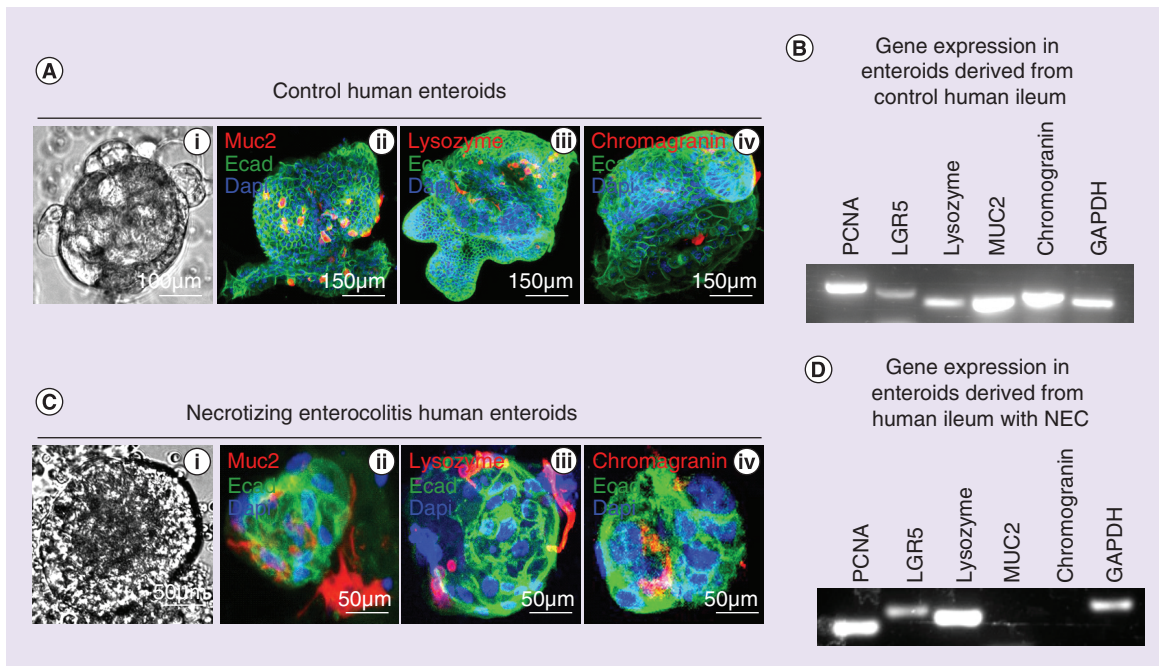 A
Control human enteroids
i
100µm
Muc2
Ecad
Dapi
ii
150µm
Lysozyme
Ecad
Dapi
iii
150µm
Chromagranin
Ecad
Dapi
iv
150µm
B
Gene expression in
enteroids derived from
control human ileum
PCNA
LGR5
Lysozyme
MUC2
Chromogranin
GAPDH
C
Necrotizing enterocolitis human enteroids
i
50µm
Muc2
Ecad
Dapi
ii
50µm
Lysozyme
Ecad
Dapi
iii
50µm
Chromagranin
Ecad
Dapi
iv
50µm
D
Gene expression in
enteroids derived from
human ileum with NEC
PCNA
LGR5
Lysozyme
MUC2
Chromogranin
GAPDH